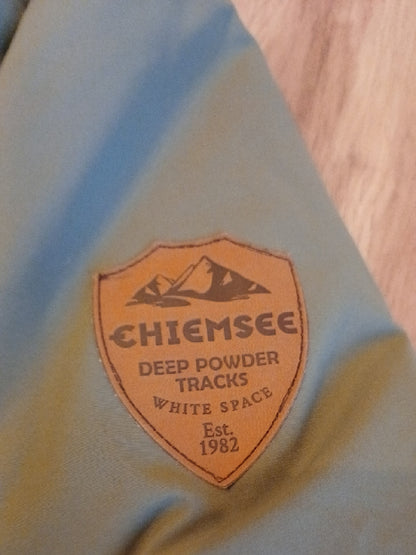 CHIEMSEE
DEEP POWDER
TRACKS
WHITE SPACE
Est.
1982